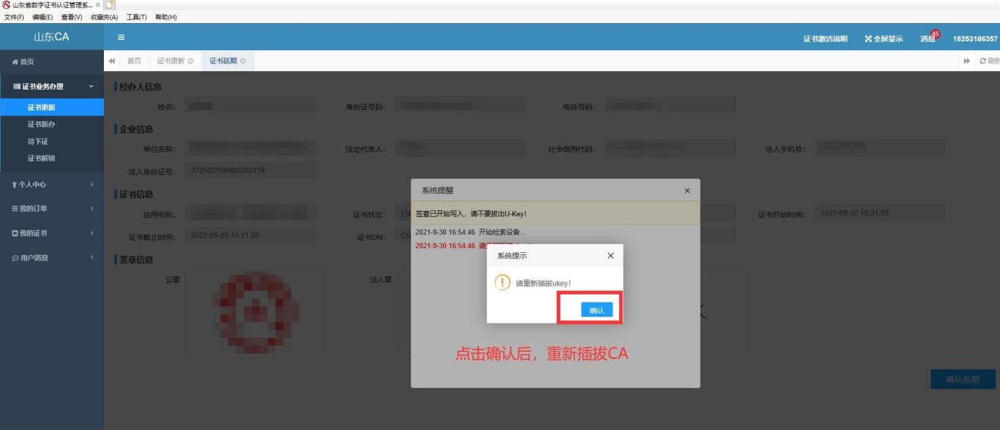 山东省数字证书认证管理系... ×
文件(F) 编辑(E) 查看(V) 收藏夹(A) 工具(T) 帮助(H)
山东CA
证书激活说明 全屏显示 消息 45 18253186357
首页 证书更新 证书延期 刷新
首页
证书业务办理
证书更新
证书新办
待下证
证书解锁
个人中心
我的订单
我的证书
用户消息
经办人信息
姓名: 身份证号码: 电话号码:
企业信息
单位名称: 法定代表人: 社会信用代码: 法人手机号:
法人身份证号: 372502198405232419
证书信息
应用名称: 证书状态: 已 证书开始时间: 2021-09-30 15:21:03
证书截止时间: 2022-09-25 15:21:03 证书DN: CN
签章信息
公章 法人章
系统提醒 ×
签章已开始写入，请不要拔出U-Key!
2021-9-30 16:54:46 开始检索设备...
2021-9-30 16:54:46 请
系统提示 ×
请重新插拔ukey!
确认
点击确认后，重新插拔CA
确认延期